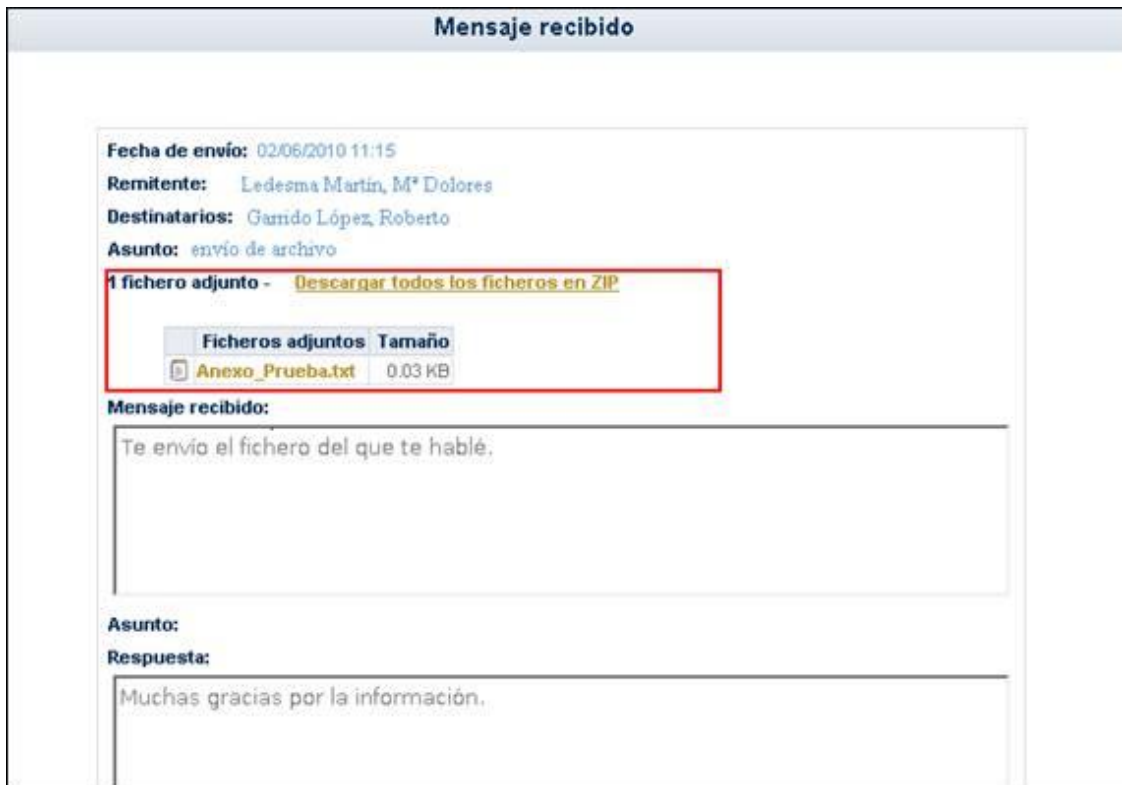 Mensaje recibido
Fecha de envío: 02/06/2010 11:15
Remitente: Ledesma Martín, Mª Dolores
Destinatarios: Garrido López, Roberto
Asunto: envío de archivo
1 fichero adjunto - Descargar todos los ficheros en ZIP
Ficheros adjuntos Tamaño
Anexo_Prueba.txt 0.03 KB
Mensaje recibido:
Te envío el fichero del que te hablé.
Asunto:
Respuesta:
Muchas gracias por la información.